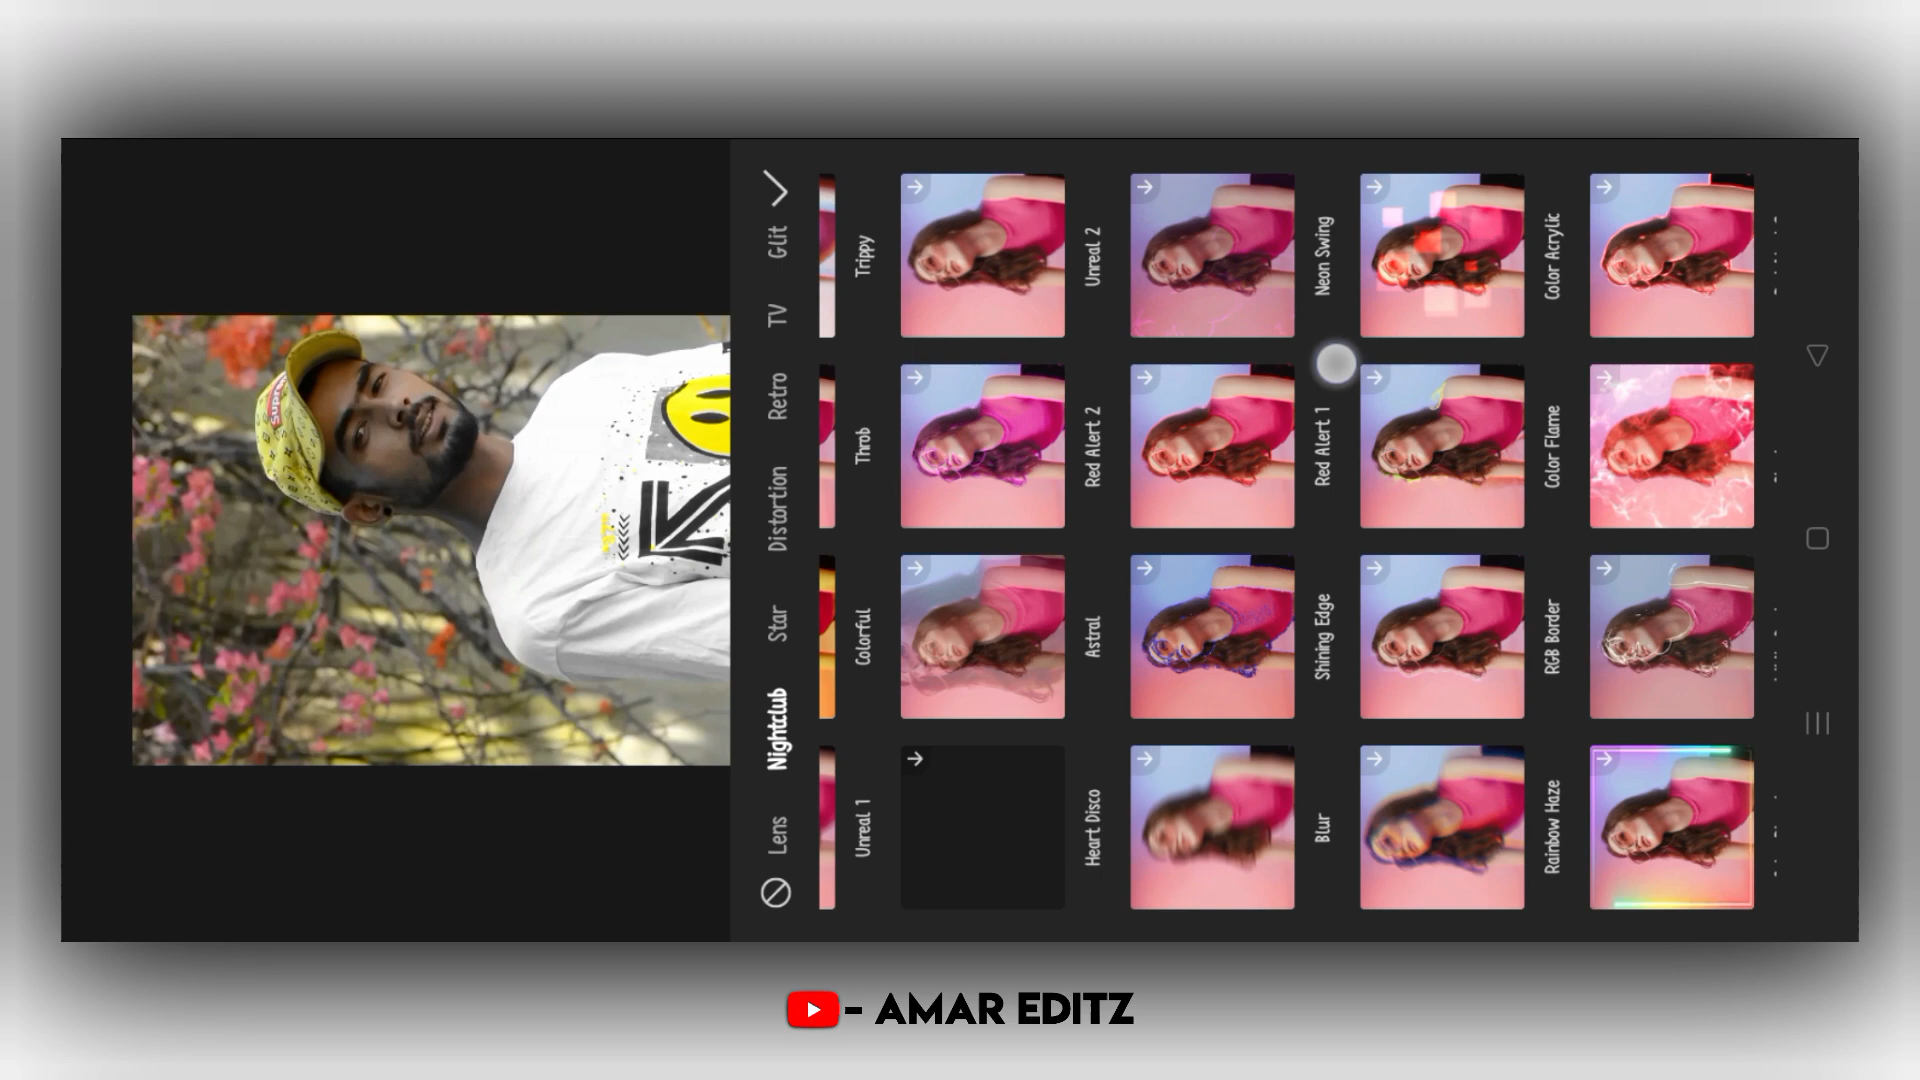 Lens
Nightclub
Star
Distortion
Retro
TV
Glit
Unreal 1
Colorful
Throb
Trippy
Heart Disco
Astral
Red Alert 2
Unreal 2
Blur
Shining Edge
Red Alert 1
Neon Swing
Rainbow Haze
RGB Border
Color Flame
Color Acrylic
Supre
- AMAR EDITZ